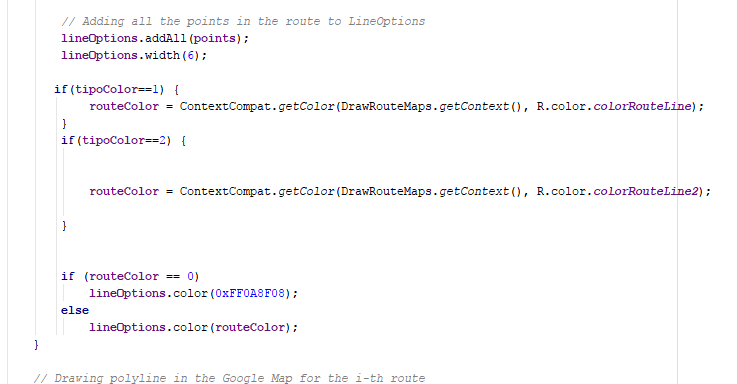 // Adding all the points in the route to LineOptions
lineOptions.addAll(points);
lineOptions.width(6);
if(tipoColor==1) {
routeColor = ContextCompat.getColor(DrawRouteMaps.getContext(), R.color.colorRouteLine);
}
if(tipoColor==2) {
routeColor = ContextCompat.getColor(DrawRouteMaps.getContext(), R.color.colorRouteLine2);
}
if (routeColor == 0)
lineOptions.color(0xFF0A8F08);
else
lineOptions.color(routeColor);
}
// Drawing polyline in the Google Map for the i-th route